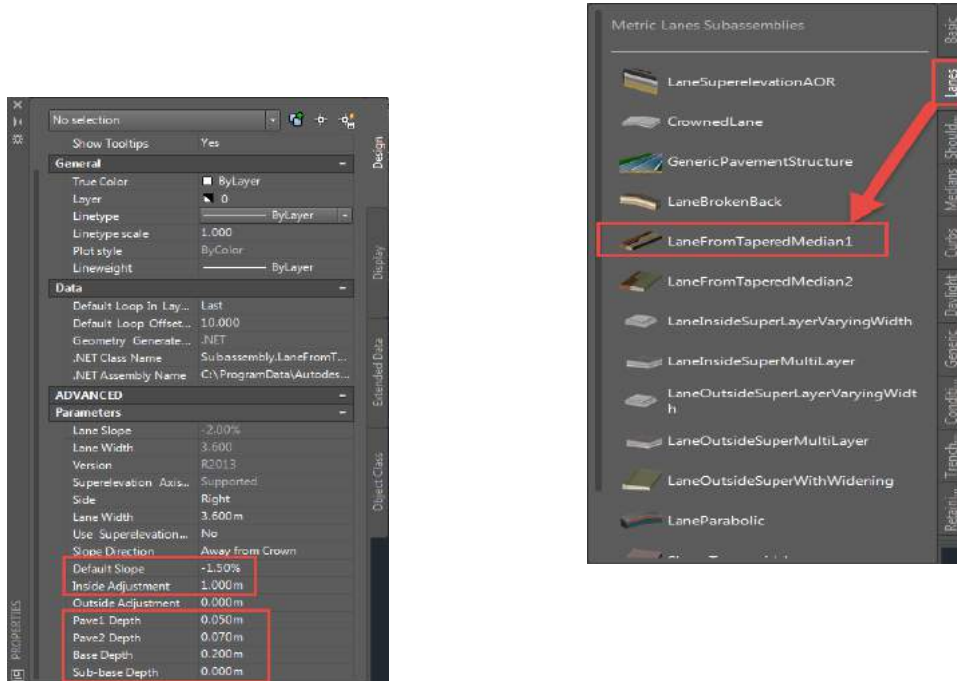 No selection
Show Tooltips Yes
General
True Color ByLayer
Layer 0
Linetype ByLayer
Linetype scale 1.000
Plot style ByColor
Lineweight ByLayer
Data
Default Loop In Lay... Last
Default Loop Offset... 10.000
Geometry Generate... .NET
.NET Class Name Subassembly.LaneFromT...
.NET Assembly Name C:\ProgramData\Autodes...
ADVANCED
Parameters
Lane Slope -2.00%
Lane Width 3.600
Version R2013
Superelevation Axis... Supported
Side Right
Lane Width 3.600m
Use Superelevation... No
Slope Direction Away from Crown
Default Slope -1.50%
Inside Adjustment 1.000m
Outside Adjustment 0.000m
Pave1 Depth 0.050m
Pave2 Depth 0.070m
Base Depth 0.200m
Sub-base Depth 0.000m
PROPERTIES
Design
Display
Extended Data
Object Class
Metric Lanes Subassemblies
LaneSuperelevationAOR
CrownedLane
GenericPavementStructure
LaneBrokenBack
LaneFromTaperedMedian1
LaneFromTaperedMedian2
LaneInsideSuperLayerVaryingWidth
LaneInsideSuperMultiLayer
LaneOutsideSuperLayerVaryingWidt
h
LaneOutsideSuperMultiLayer
LaneOutsideSuperWithWidening
LaneParabolic
Basic
Lanes
Should...
Medians
Curbs
Daylight
Generic
Conditi...
Trench...
Retaini...